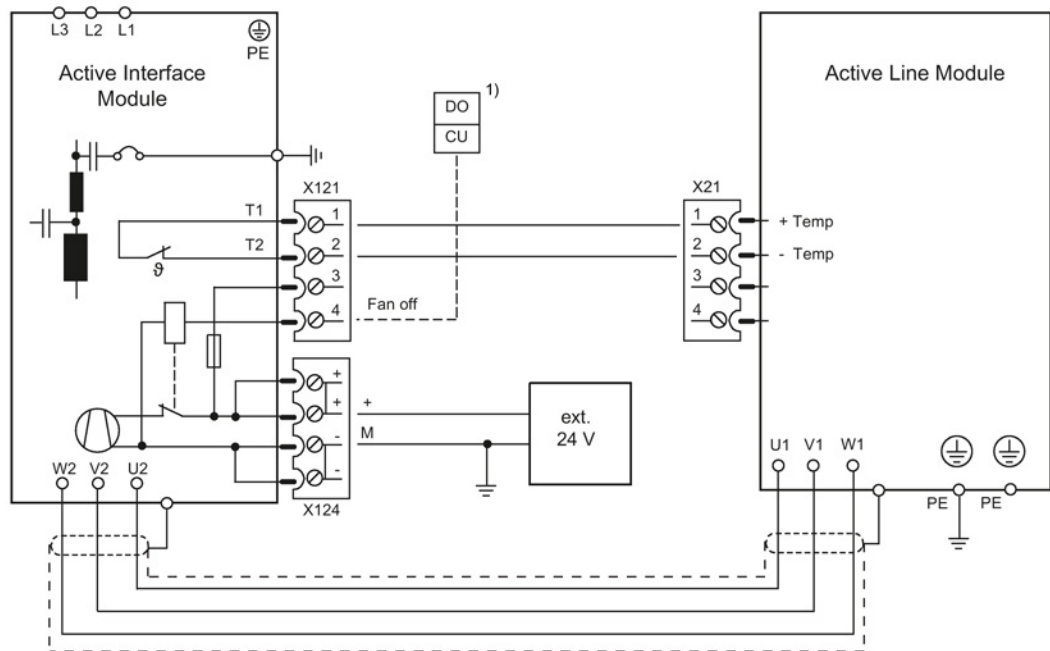 L3 L2 L1
PE
Active Interface
Module
Active Line Module
1)
DO
CU
X121
X21
T1
1
1
+ Temp
T2
2
2
- Temp
ϑ
3
3
4
Fan off
4
+
+
+
-
M
-
X124
ext.
24 V
W2 V2 U2
U1 V1 W1
PE
PE